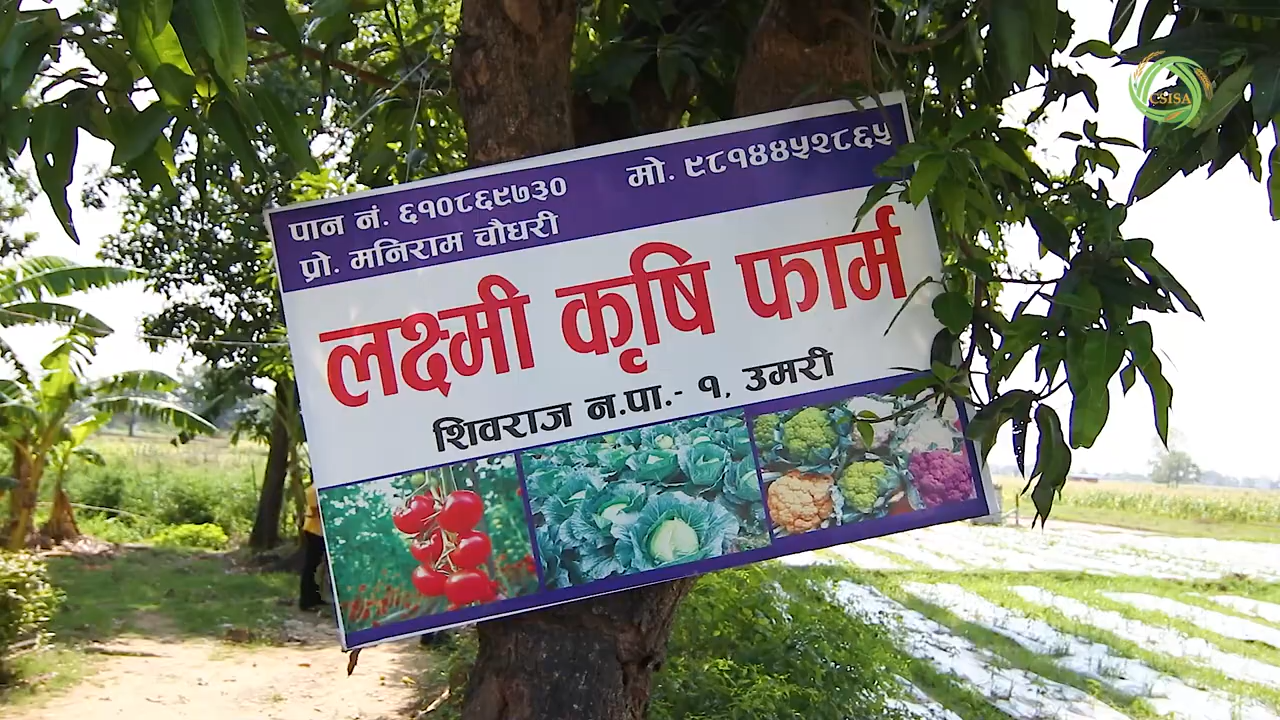 पान नं. ६१०८६९७३० मो. ९८१४४५२८६५
प्रो. मनिराम चौधरी
लक्ष्मी कृषि फार्म
शिवराज न.पा.- १, उमरी
CSISA